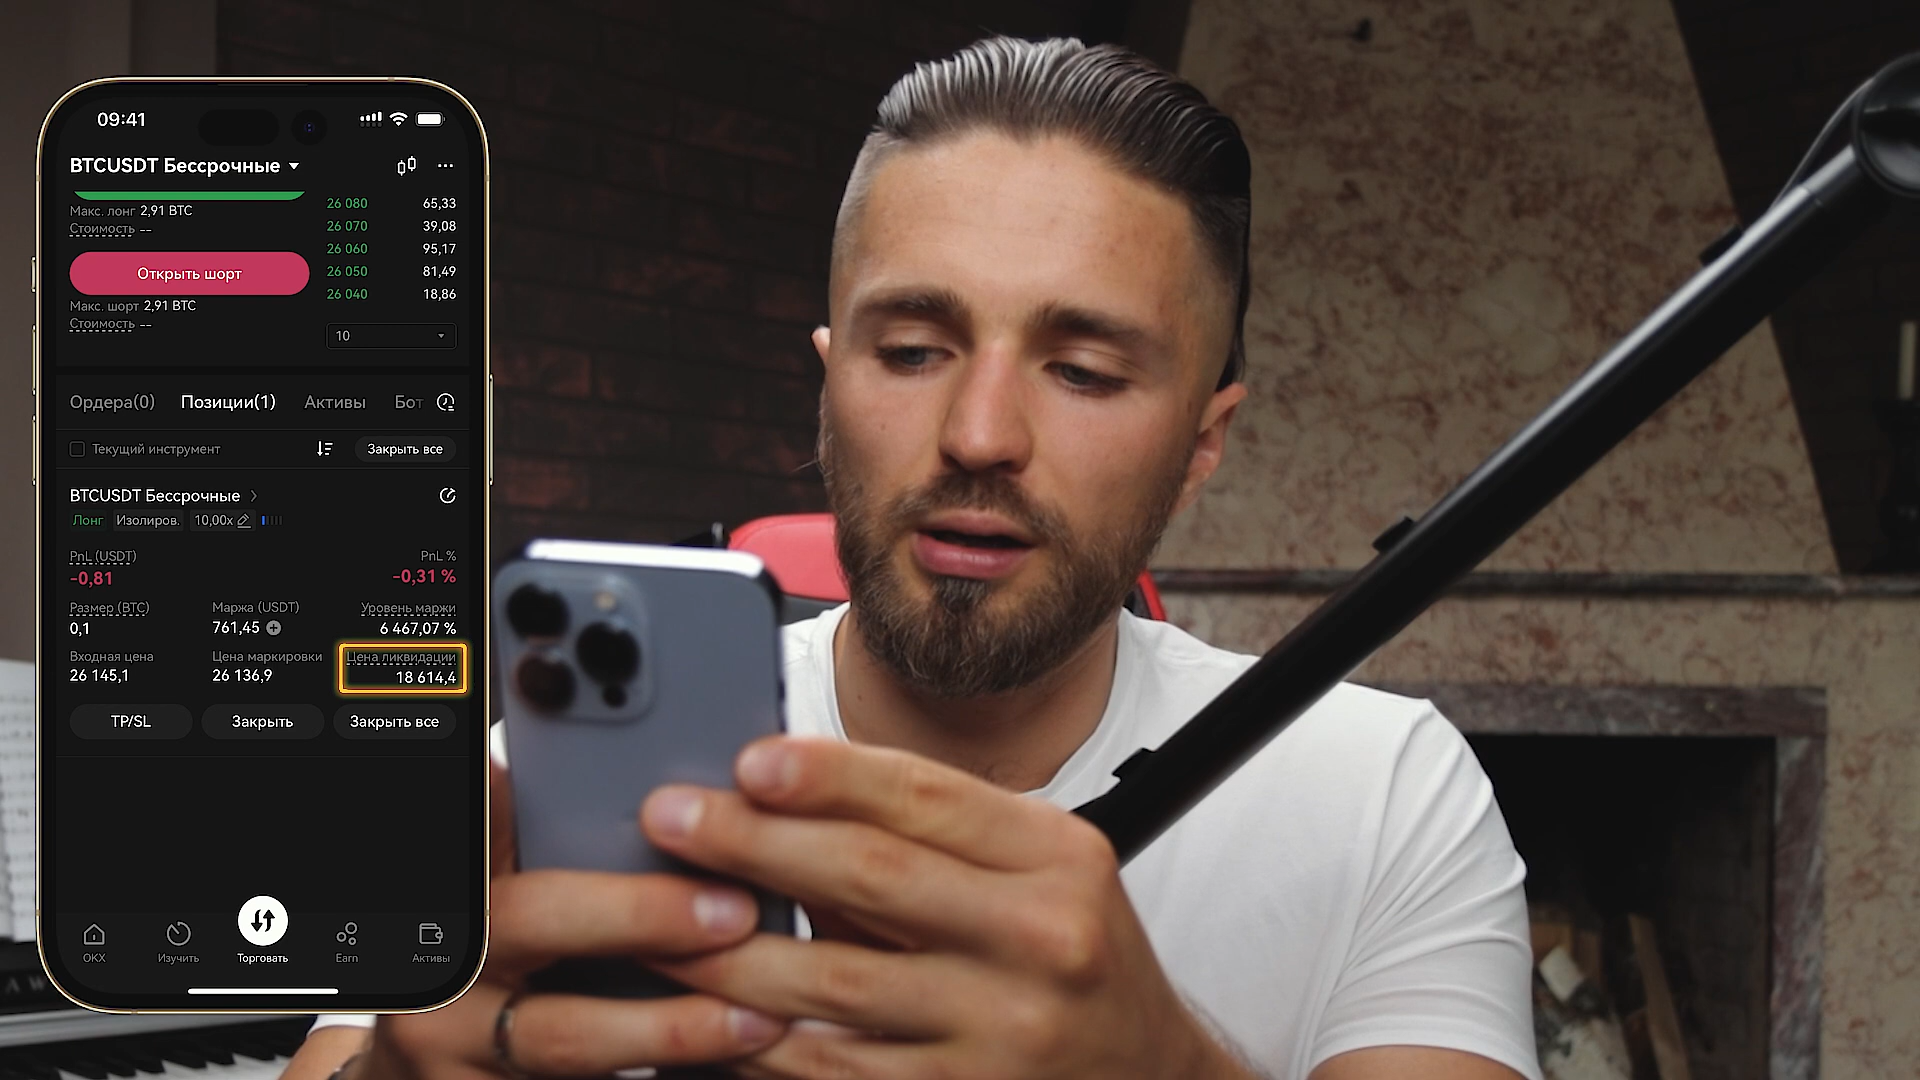 09:41
BTCUSDT Бессрочные
Макс. лонг 2,91 BTC
Стоимость --
Открыть шорт
Макс. шорт 2,91 BTC
Стоимость --
26 080 65,33
26 070 39,08
26 060 95,17
26 050 81,49
26 040 18,86
10
Ордера(0) Позиции(1) Активы Бот
Текущий инструмент Закрыть все
BTCUSDT Бессрочные
Лонг Изолиров. 10,00x
PnL (USDT) PnL %
-0,81 -0,31 %
Размер (BTC) Маржа (USDT) Уровень маржи
0,1 761,45 6 467,07 %
Входная цена Цена маркировки Цена ликвидации
26 145,1 26 136,9 18 614,4
TP/SL Закрыть Закрыть все
OKX Изучить Торговать Earn Активы